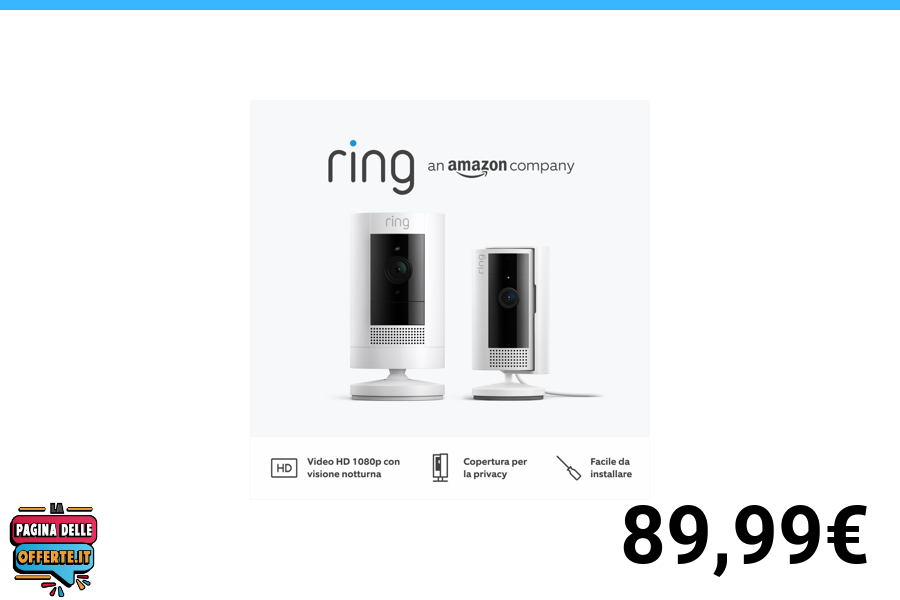 ring an amazon company
ring
ring
HD
Video HD 1080p con
visione notturna
Copertura per
la privacy
Facile da
installare
LA
PAGINA DELLE
OFFERTE.IT
89,99€